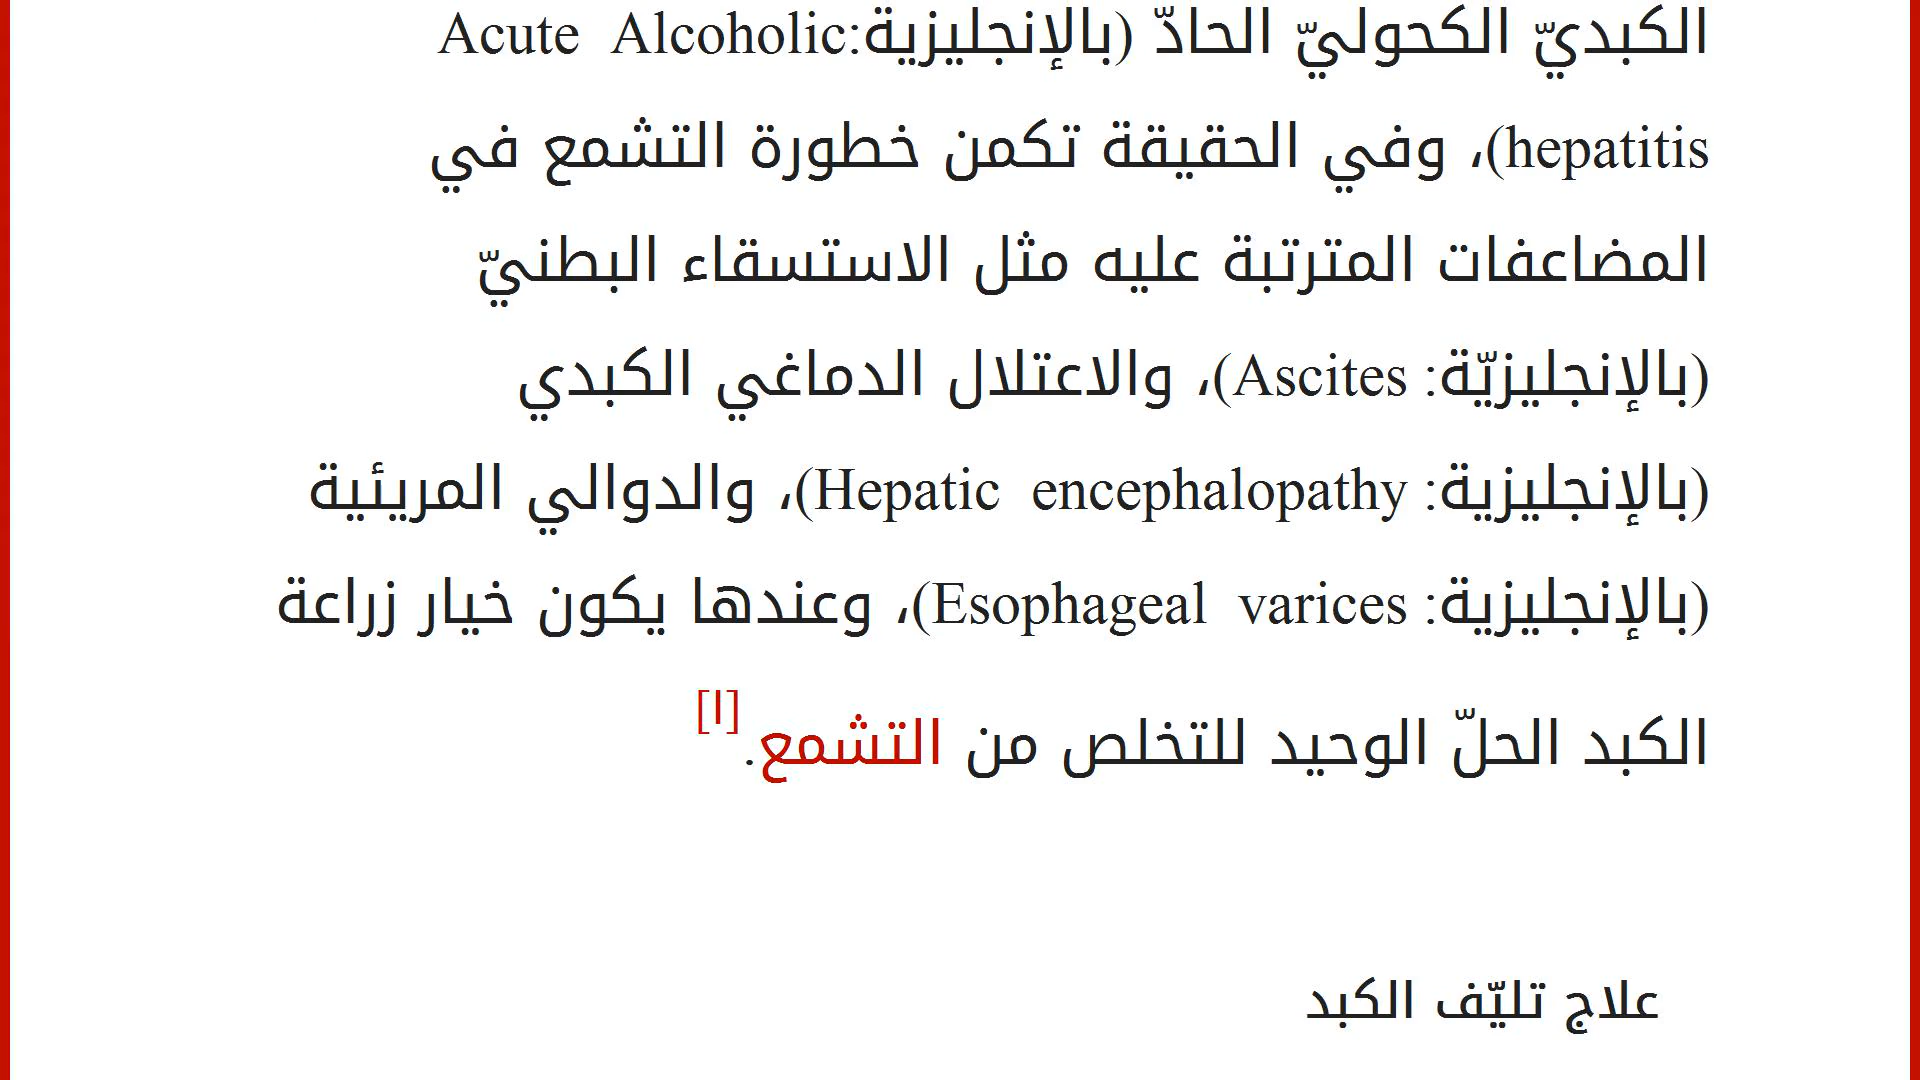 الكبديّ الكحوليّ الحادّ (بالإنجليزية:Acute Alcoholic
hepatitis)، وفي الحقيقة تكمن خطورة التشمع في
المضاعفات المترتبة عليه مثل الاستسقاء البطنيّ
(بالإنجليزيّة: Ascites)، والاعتلال الدماغي الكبدي
(بالإنجليزية: Hepatic encephalopathy)، والدوالي المريئية
(بالإنجليزية: Esophageal varices)، وعندها يكون خيار زراعة
الكبد الحلّ الوحيد للتخلص من التشمع.[١]
علاج تليّف الكبد